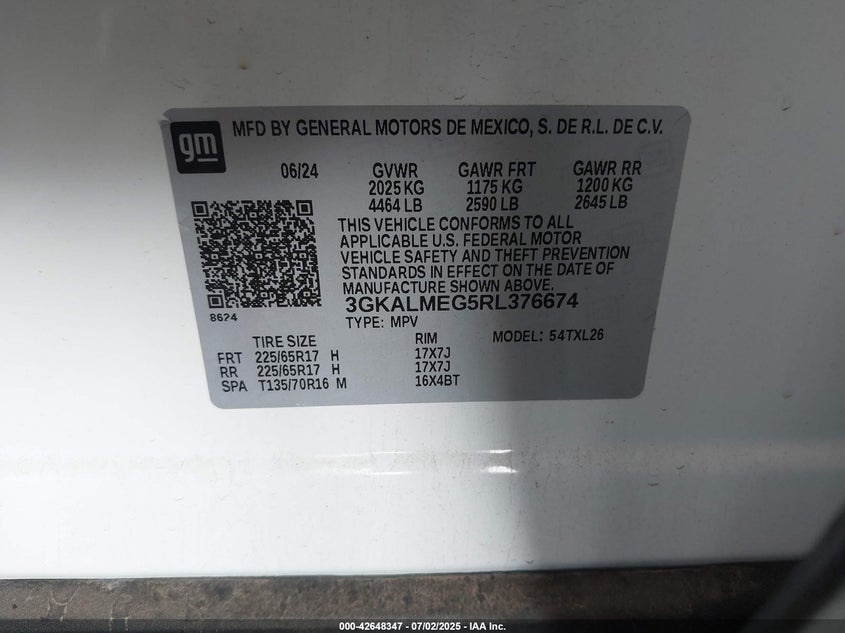 gm
MFD BY GENERAL MOTORS DE MEXICO, S. DE R.L. DE C.V.
06/24 GVWR GAWR FRT GAWR RR
2025 KG 1175 KG 1200 KG
4464 LB 2590 LB 2645 LB
THIS VEHICLE CONFORMS TO ALL
APPLICABLE U.S. FEDERAL MOTOR
VEHICLE SAFETY AND THEFT PREVENTION
STANDARDS IN EFFECT ON THE DATE OF
MANUFACTURE SHOWN ABOVE.
3GKALMEG5RL376674
8624
TYPE: MPV MODEL: 54TXL26
TIRE SIZE RIM
FRT 225/65R17 H 17X7J
RR 225/65R17 H 17X7J
SPA T135/70R16 M 16X4BT
000-42648347 - 07/02/2025 - IAA Inc.